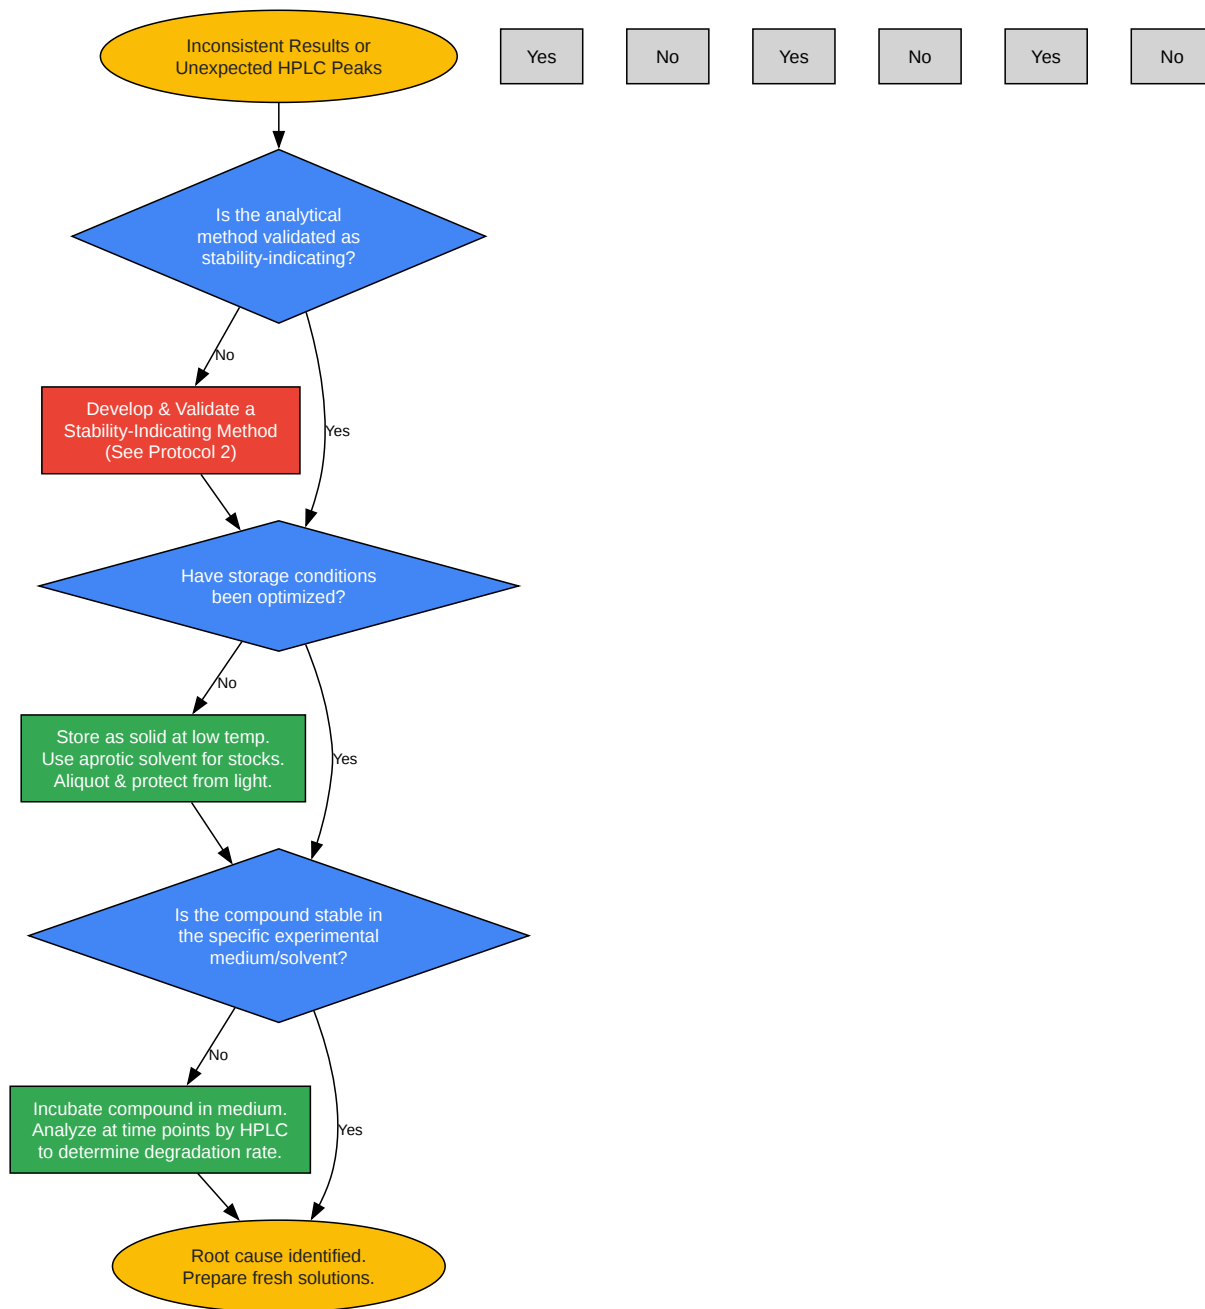 Inconsistent Results or
Unexpected HPLC Peaks
Yes
No
Yes
No
Yes
No
Is the analytical
method validated as
stability-indicating?
No
Yes
Develop & Validate a
Stability-Indicating Method
(See Protocol 2)
Have storage conditions
been optimized?
No
Yes
Store as solid at low temp.
Use aprotic solvent for stocks.
Aliquot & protect from light.
Is the compound stable in
the specific experimental
medium/solvent?
No
Yes
Incubate compound in medium.
Analyze at time points by HPLC
to determine degradation rate.
Root cause identified.
Prepare fresh solutions.